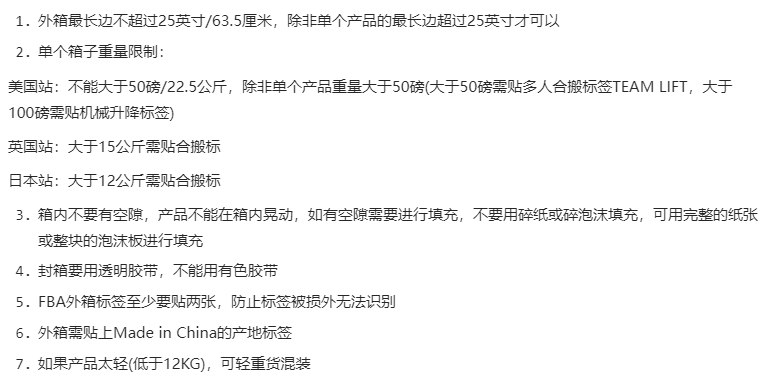 1. 外箱最长边不超过25英寸/63.5厘米，除非单个产品的最长边超过25英寸才可以
2. 单个箱子重量限制：
美国站：不能大于50磅/22.5公斤，除非单个产品重量大于50磅(大于50磅需贴多人合搬标签TEAM LIFT，大于
100磅需贴机械升降标签)
英国站：大于15公斤需贴合搬标
日本站：大于12公斤需贴合搬标
3. 箱内不要有空隙，产品不能在箱内晃动，如有空隙需要进行填充，不要用碎纸或碎泡沫填充，可用完整的纸张
或整块的泡沫板进行填充
4. 封箱要用透明胶带，不能用有色胶带
5. FBA外箱标签至少要贴两张，防止标签被损外无法识别
6. 外箱需贴上Made in China的产地标签
7. 如果产品太轻(低于12KG)，可轻重货混装